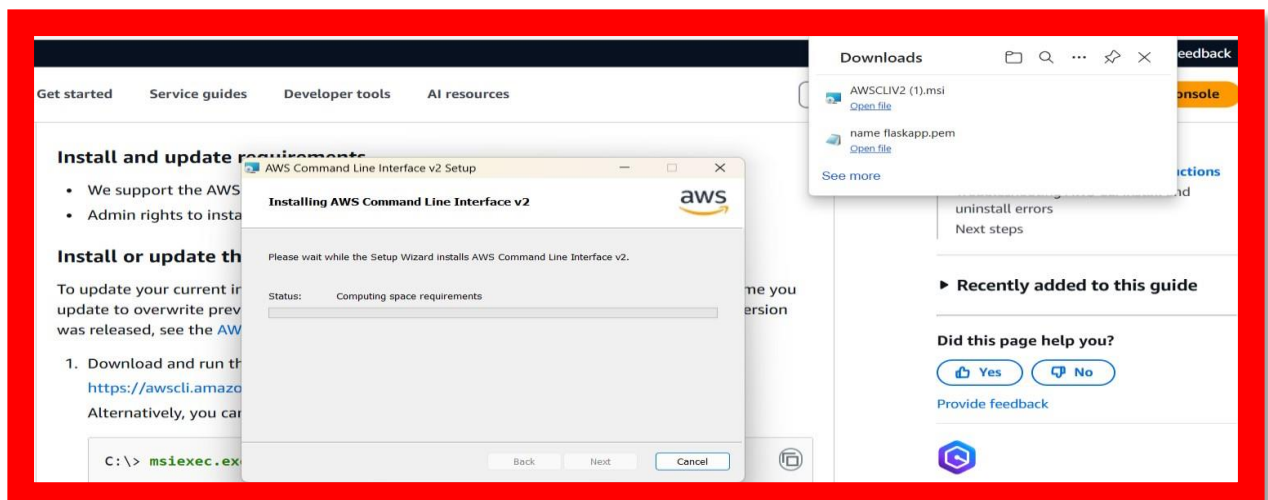 eedback
Get started Service guides Developer tools AI resources
onsole
Downloads
AWSCLIV2 (1).msi
Open file
name flaskapp.pem
Open file
See more
Install and update requirements
We support the AWS
Admin rights to insta
Install or update th
To update your current in
me you
update to overwrite prev
ersion
was released, see the AW
1. Download and run th
https://awscli.amazo
Alternatively, you can
C:\> msiexec.exe
AWS Command Line Interface v2 Setup
Installing AWS Command Line Interface v2
aws
Please wait while the Setup Wizard installs AWS Command Line Interface v2.
Status: Computing space requirements
Back Next Cancel
ctions
nd
uninstall errors
Next steps
Recently added to this guide
Did this page help you?
Yes No
Provide feedback